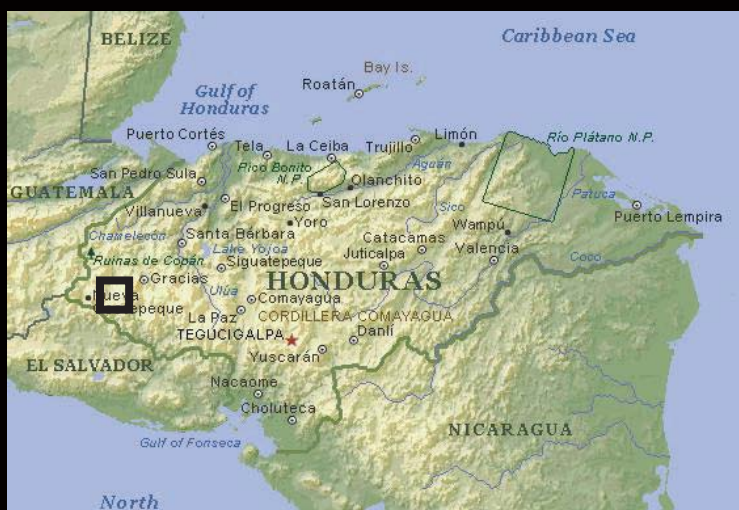 BELIZE
Caribbean Sea
Bay Is.
Roatán
Gulf of
Honduras
Puerto Cortés
Tela
La Ceiba
Trujillo
Limón
Río Plátano N.P.
San Pedro Sula
Pico Bonito
N.P.
Aguán
Olanchito
GUATEMALA
Villanueva
El Progreso
San Lorenzo
Sico
Patuca
Yoro
Puerto Lempira
Chamelecón
Santa Bárbara
Wampú
Catacamas
Lake Yojoa
Ruinas de Copán
Siguatepeque
Juticalpa
Valencia
Coco
Gracias
HONDURAS
Nueva
Ulúa
Comayagua
epeque
La Paz
CORDILLERA COMAYAGUA
TEGUCIGALPA
Danlí
EL SALVADOR
Yuscarán
Nacaome
Choluteca
NICARAGUA
Gulf of Fonseca
North